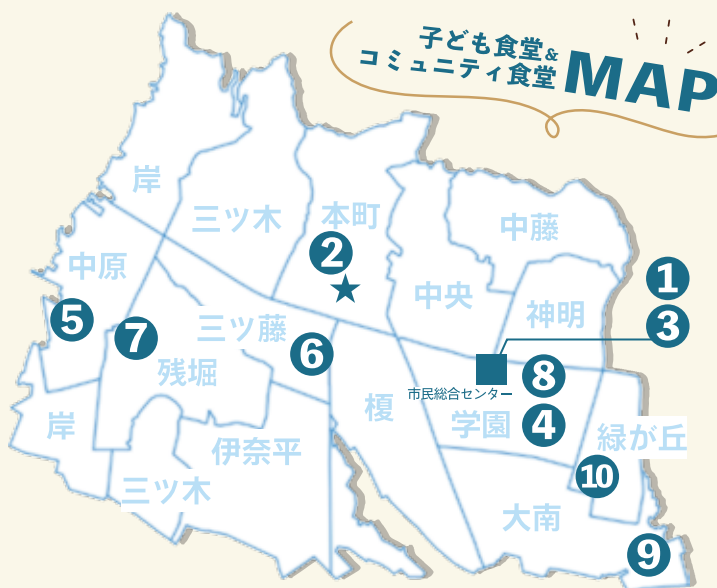 子ども食堂&
コミュニティ食堂
MAP
岸
三ツ木
本町
中藤
2
★
中原
中央
神明
1
5
7
三ツ藤
3
6
残堀
8
市民総合センター
榎
岸
学園
4
緑が丘
伊奈平
10
三ツ木
大南
9